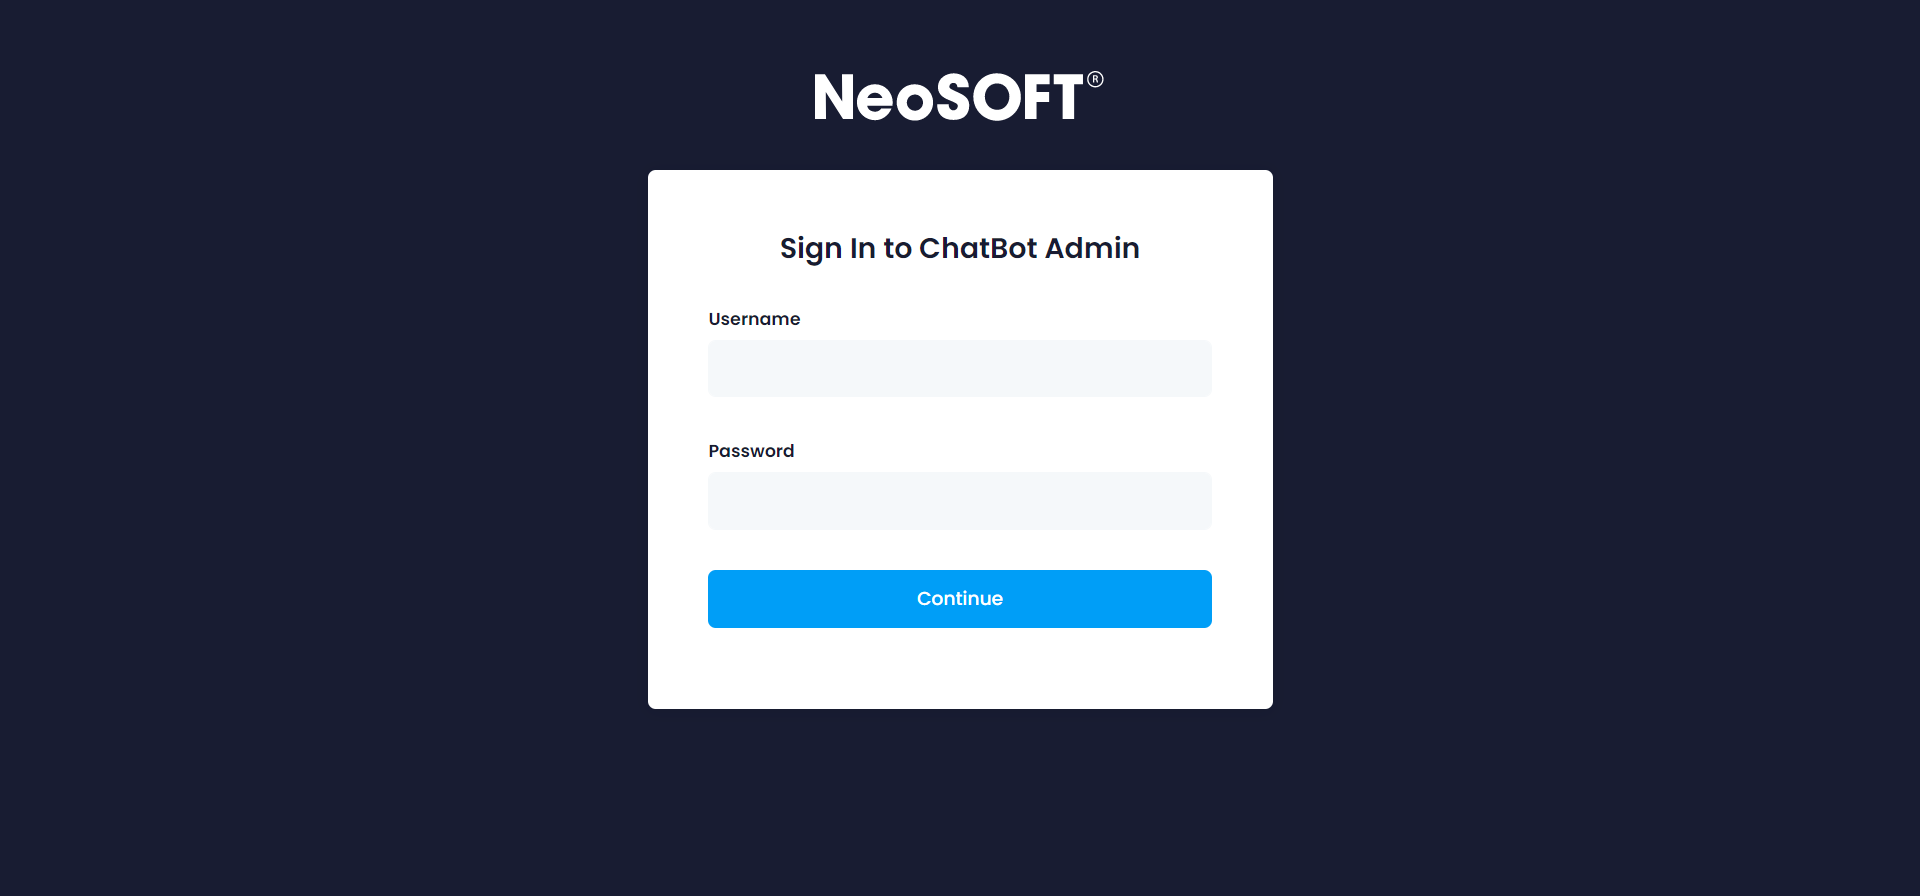 NeoSOFT®
Sign In to ChatBot Admin
Username
Password
Continue